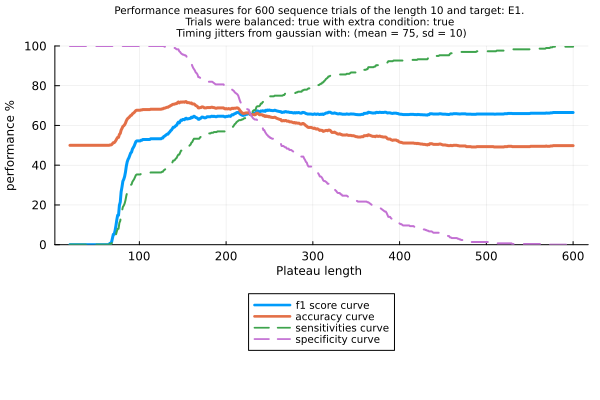 Performance measures for 600 sequence trials of the length 10 and target: E1.
Trials were balanced: true with extra condition: true
Timing jitters from gaussian with: (mean = 75, sd = 10)
100
80
60
40
20
0
performance %
100 200 300 400 500 600
Plateau length
f1 score curve
accuracy curve
sensitivities curve
specificity curve